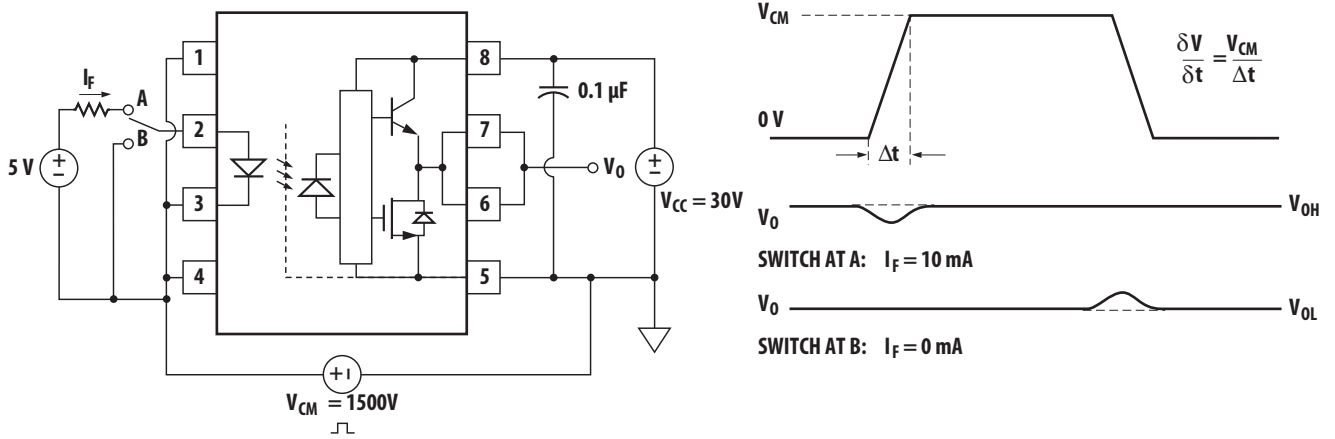 1
8
I_F
A
0.1 µF
B
2
7
5 V
+ −
V_O
+ −
3
6
V_CC = 30V
4
5
+ −
V_CM = 1500V
V_CM
δV/δt = V_CM/Δt
0 V
Δt
V_O
V_OH
SWITCH AT A: I_F = 10 mA
V_O
V_OL
SWITCH AT B: I_F = 0 mA